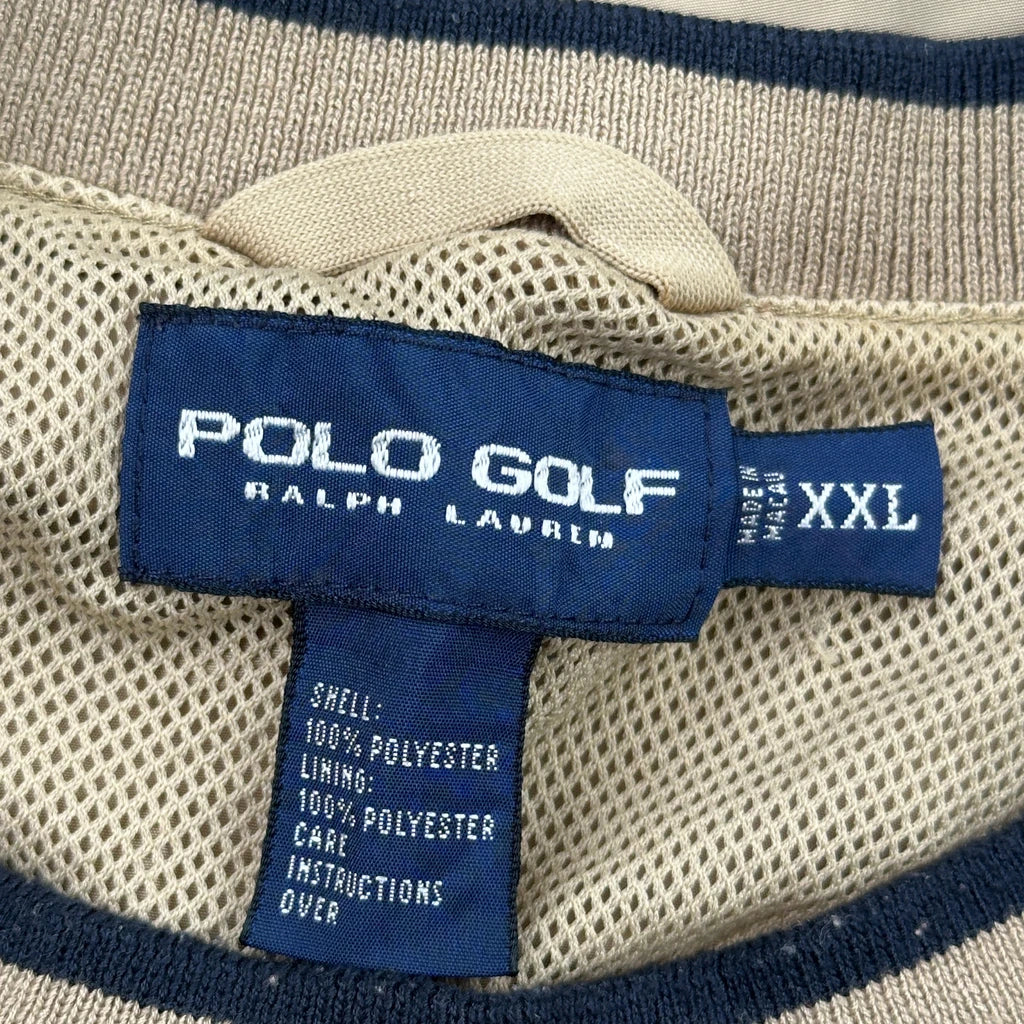 POLO GOLF
RALPH LAUREN
MADE IN
MACAU
XXL
SHELL:
100% POLYESTER
LINING:
100% POLYESTER
CARE
INSTRUCTIONS
OVER